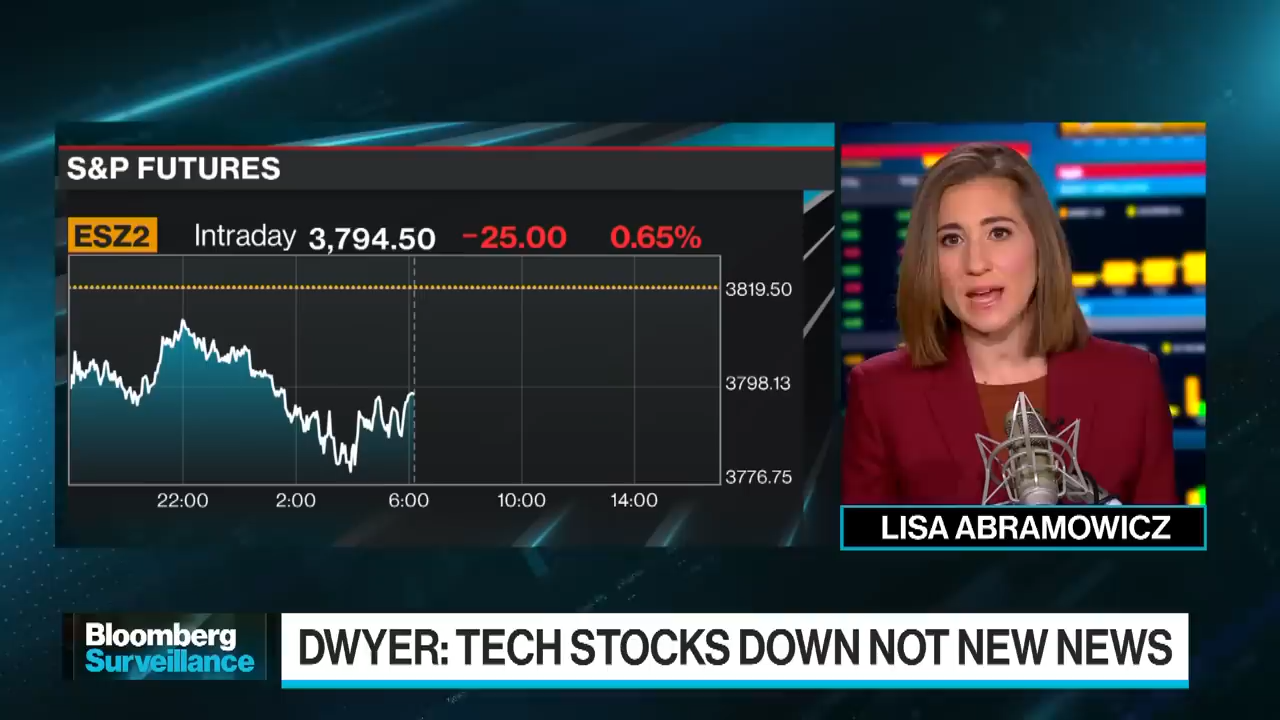 S&P FUTURES
ESZ2 Intraday 3,794.50 -25.00 0.65%
3819.50
3798.13
3776.75
22:00 2:00 6:00 10:00 14:00
LISA ABRAMOWICZ
Bloomberg
Surveillance
DWYER: TECH STOCKS DOWN NOT NEW NEWS